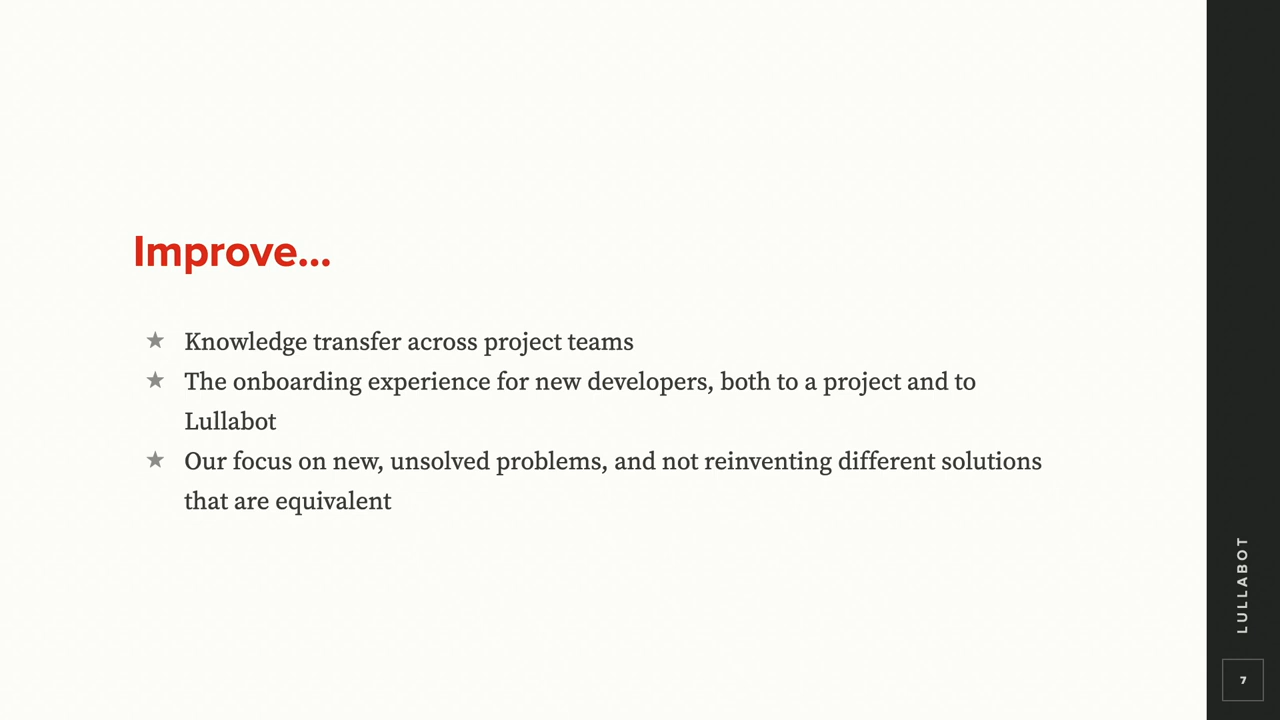 Improve...
★ Knowledge transfer across project teams
★ The onboarding experience for new developers, both to a project and to
Lullabot
★ Our focus on new, unsolved problems, and not reinventing different solutions
that are equivalent
LULLABOT
7